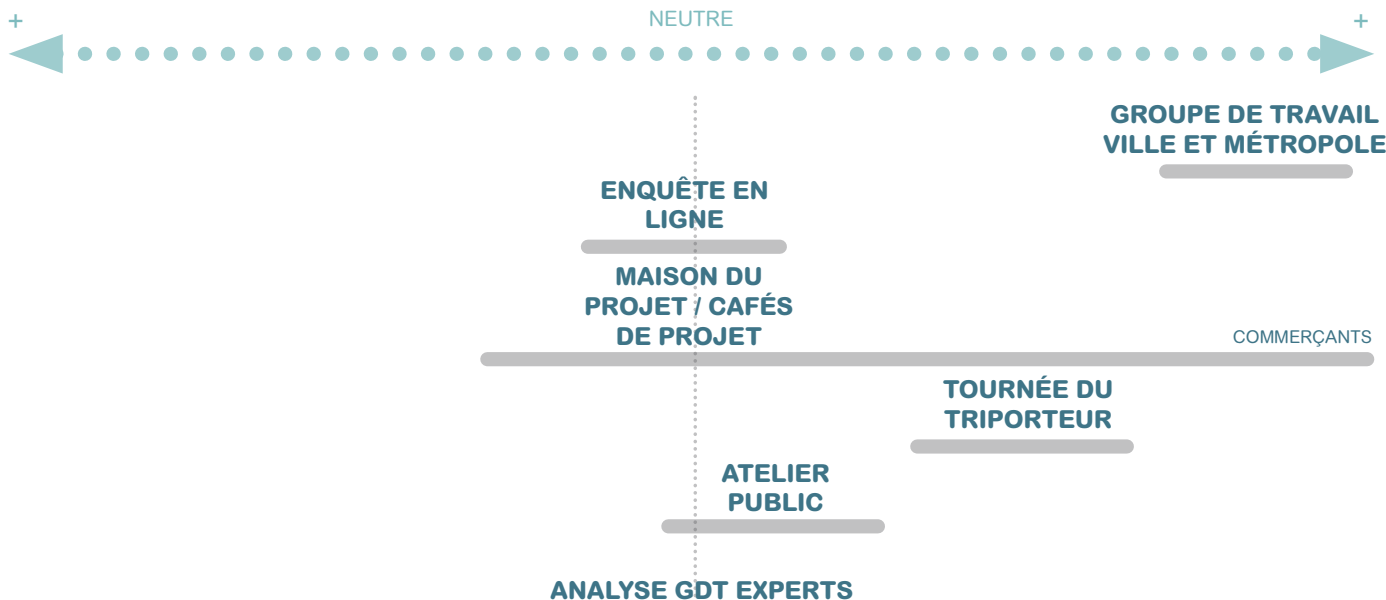 NEUTRE
+
+
GROUPE DE TRAVAIL
VILLE ET MÉTROPOLE
ENQUÊTE EN
LIGNE
MAISON DU
PROJET / CAFÉS
DE PROJET
COMMERÇANTS
TOURNÉE DU
TRIPORTEUR
ATELIER
PUBLIC
ANALYSE GDT EXPERTS